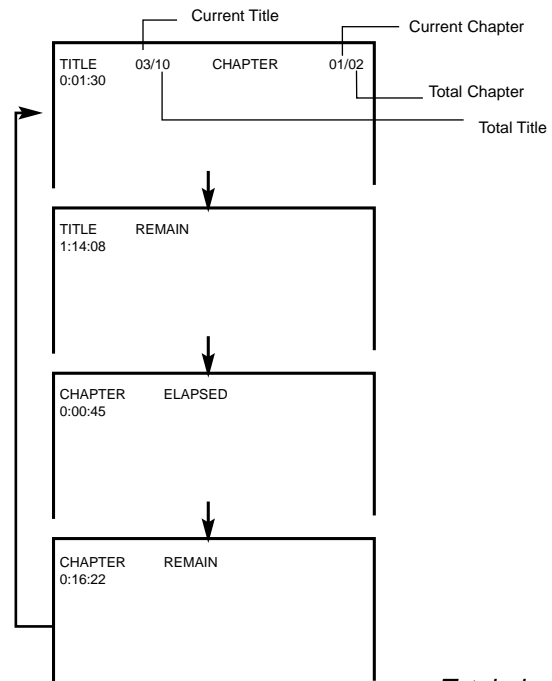 Current Title
Current Chapter
TITLE 03/10 CHAPTER 01/02
0:01:30
Total Chapter
Total Title
TITLE REMAIN
1:14:08
CHAPTER ELAPSED
0:00:45
CHAPTER REMAIN
0:16:22